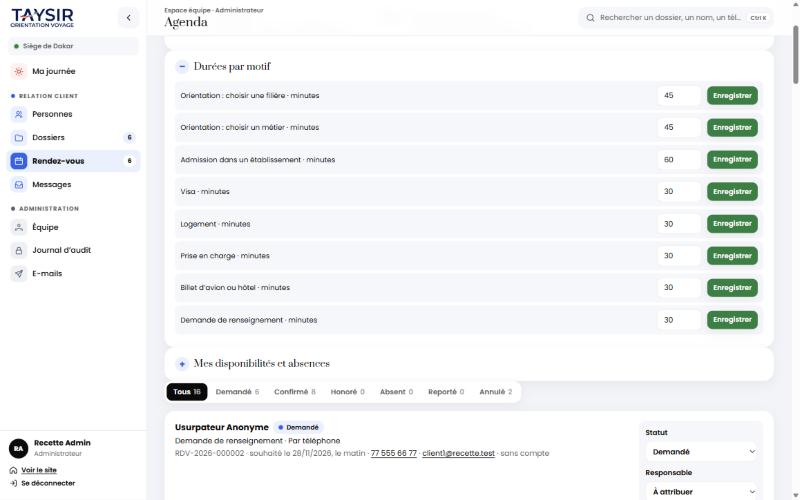 TAYSIR
ORIENTATION VOYAGE
Siège de Dakar
Ma journée
RELATION CLIENT
Personnes
Dossiers 6
Rendez-vous 6
Messages
ADMINISTRATION
Équipe
Journal d'audit
E-mails
RA
Recette Admin
Administrateur
Voir le site
Se déconnecter
Espace équipe · Administrateur
Agenda
Rechercher un dossier, un nom, un tél... Ctrl K
Durées par motif
Orientation : choisir une filière · minutes 45 Enregistrer
Orientation : choisir un métier · minutes 45 Enregistrer
Admission dans un établissement · minutes 60 Enregistrer
Visa · minutes 30 Enregistrer
Logement · minutes 30 Enregistrer
Prise en charge · minutes 30 Enregistrer
Billet d'avion ou hôtel · minutes 30 Enregistrer
Demande de renseignement · minutes 30 Enregistrer
Mes disponibilités et absences
Tous 16 Demandé 6 Confirmé 8 Honoré 0 Absent 0 Reporté 0 Annulé 2
Usurpateur Anonyme Demandé
Demande de renseignement · Par téléphone
RDV-2026-000002 · souhaité le 28/11/2026, le matin · 77 555 66 77 · client1@recette.test · sans compte
Statut
Demandé
Responsable
À attribuer